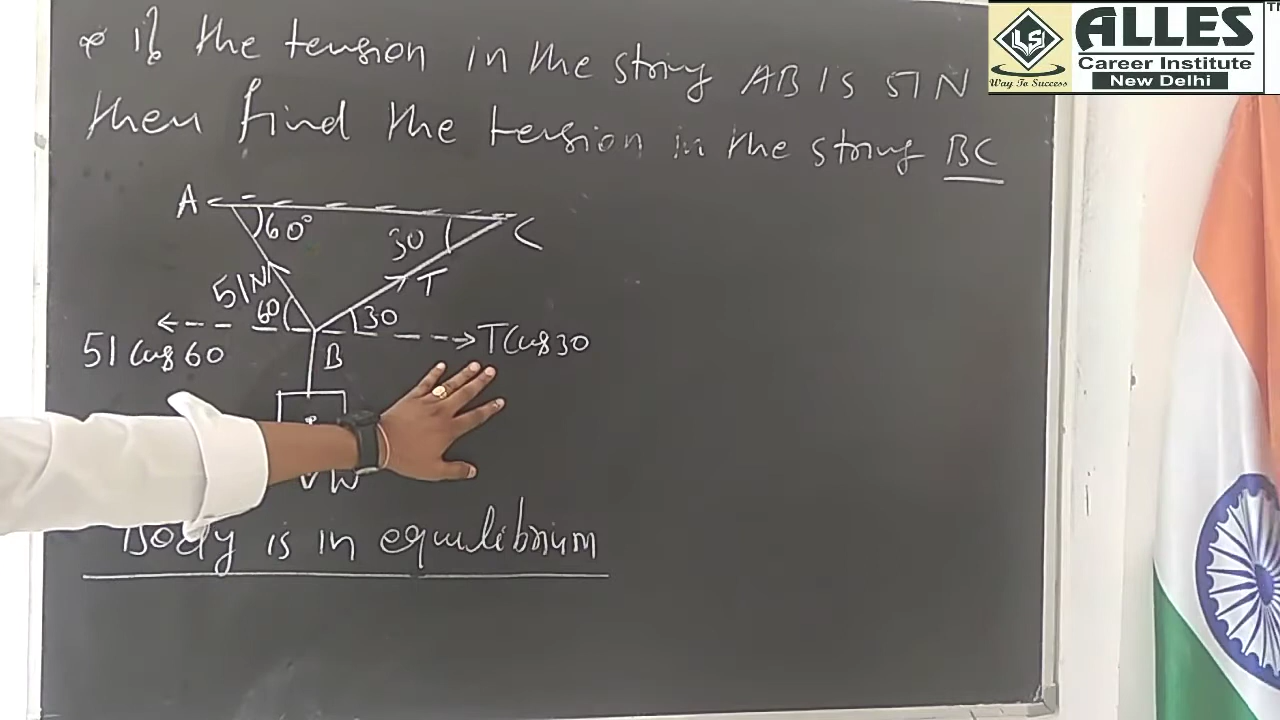 If the tension in the string AB is 51N
then find the tension in the string BC
A
60°
30
C
51N
T
60
30
51 Cos 60
T Cos 30
B
W
Body is in equilibrium
LSI
Way To Success
ALLES
Career Institute
New Delhi
TM